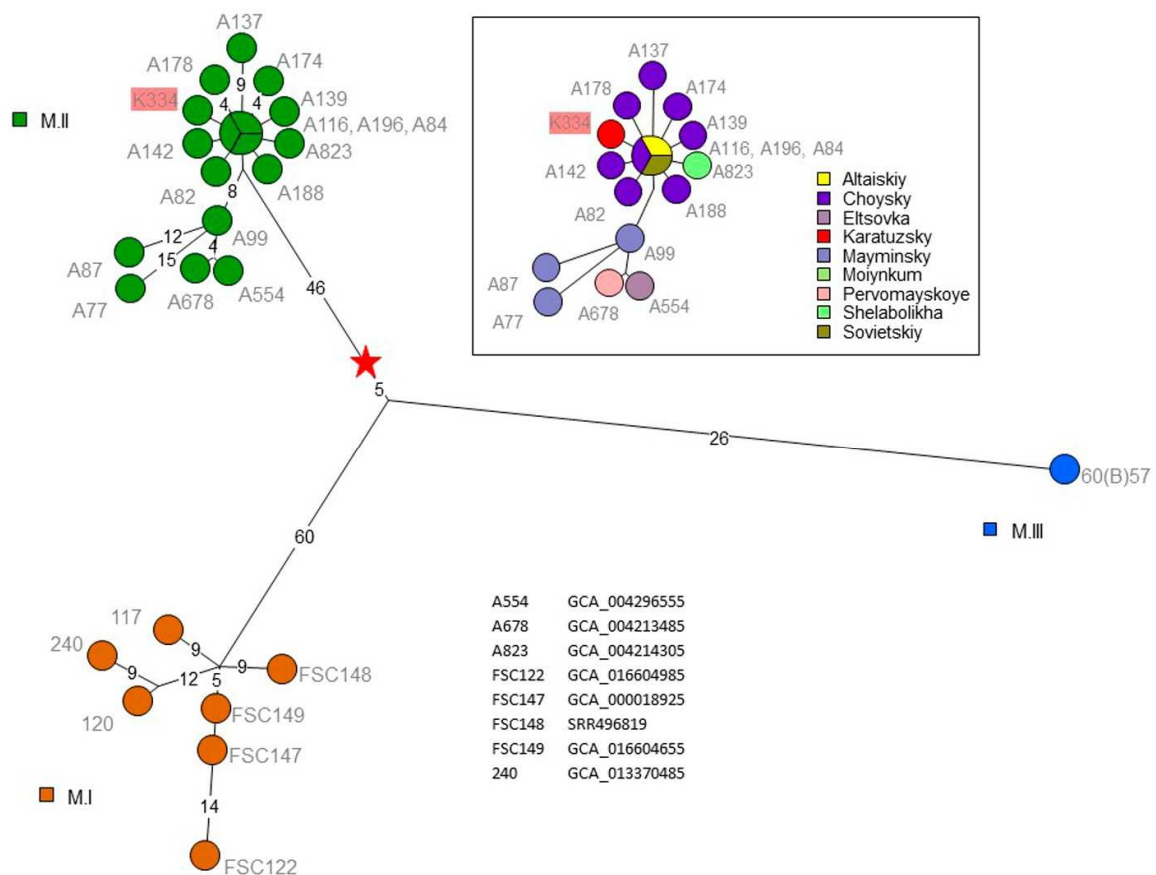 A137
A178
A174
9
K334
4
4
A139
M.II
A116, A196, A84
A142
A823
A82
8
A188
12
A99
4
15
A87
A77
A678
A554
46
5
26
60(B)57
M.III
60
117
240
9
9
FSC148
9
12
5
120
FSC149
FSC147
M.I
14
FSC122
A137
A178
A174
K334
A139
A116, A196, A84
A142
A823
A82
A188
A99
A87
A77
A678
A554
Altaiskiy
Choysky
Eltsovka
Karatuzsky
Mayminsky
Moiynkum
Pervomayskoye
Shelabolikha
Sovietskiy
A554 GCA_004296555
A678 GCA_004213485
A823 GCA_004214305
FSC122 GCA_016604985
FSC147 GCA_000018925
FSC148 SRR496819
FSC149 GCA_016604655
240 GCA_013370485